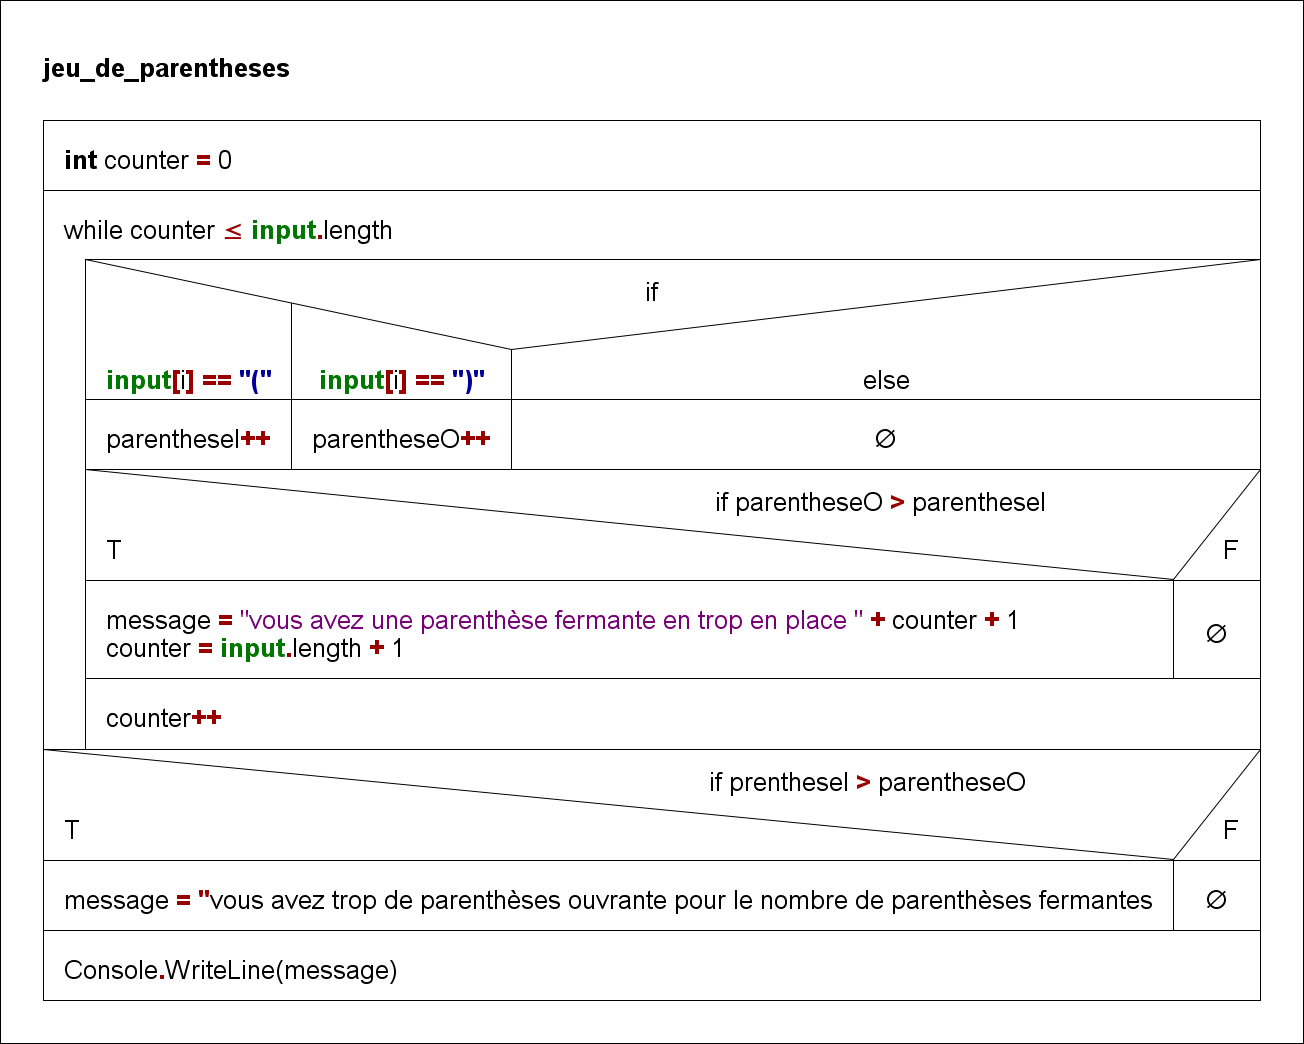 jeu_de_parentheses
int counter = 0
while counter ≤ input.length
if
input[i] == "(" input[i] == ")" else
parentheseI++ parentheseO++ ∅
if parentheseO > parentheseI
T F
message = "vous avez une parenthèse fermante en trop en place " + counter + 1
counter = input.length + 1
∅
counter++
if prentheseI > parentheseO
T F
message = "vous avez trop de parenthèses ouvrante pour le nombre de parenthèses fermantes ∅
Console.WriteLine(message)